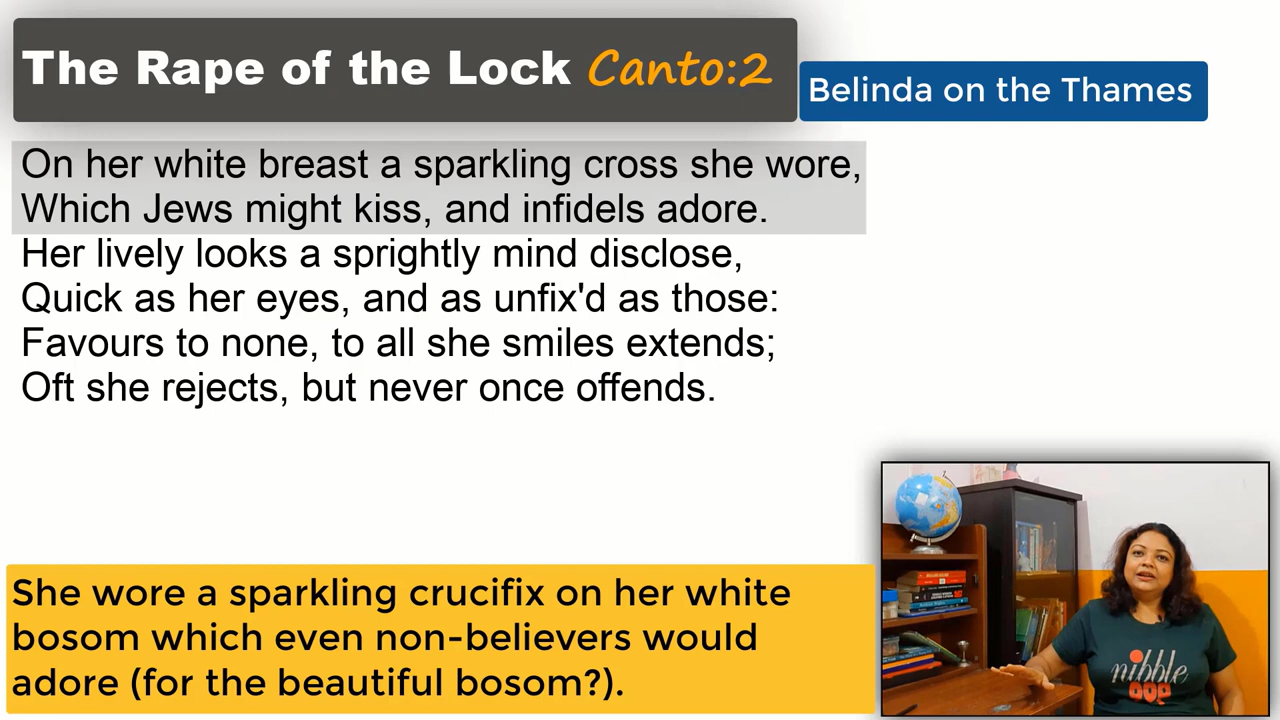 The Rape of the Lock Canto:2
Belinda on the Thames
On her white breast a sparkling cross she wore,
Which Jews might kiss, and infidels adore.
Her lively looks a sprightly mind disclose,
Quick as her eyes, and as unfix'd as those:
Favours to none, to all she smiles extends;
Oft she rejects, but never once offends.
She wore a sparkling crucifix on her white
bosom which even non-believers would
adore (for the beautiful bosom?).
nibble
pop